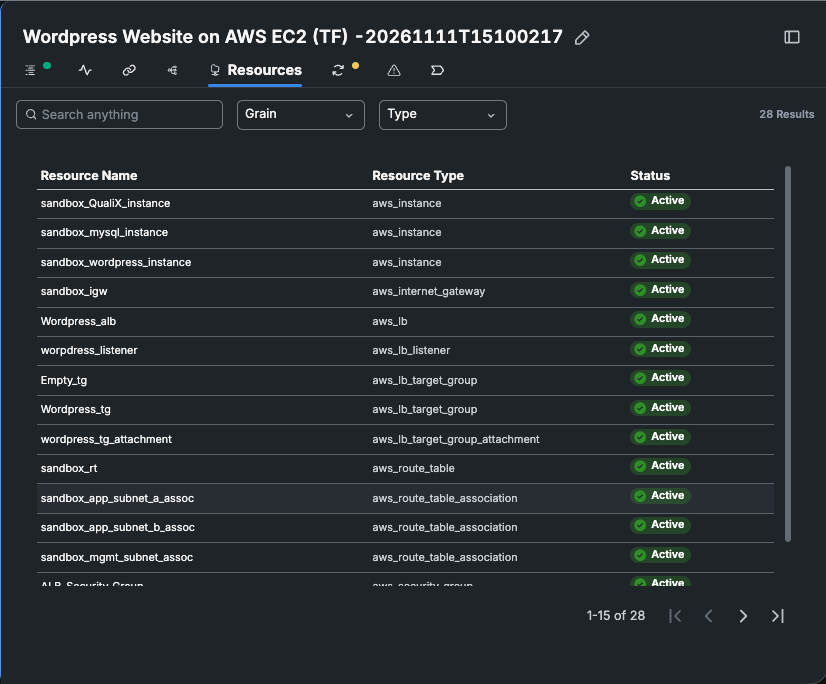 Wordpress Website on AWS EC2 (TF) -20261111T15100217
Resources
Search anything
Grain
Type
28 Results
Resource Name Resource Type Status
sandbox_QualiX_instance aws_instance Active
sandbox_mysql_instance aws_instance Active
sandbox_wordpress_instance aws_instance Active
sandbox_igw aws_internet_gateway Active
Wordpress_alb aws_lb Active
worpdress_listener aws_lb_listener Active
Empty_tg aws_lb_target_group Active
Wordpress_tg aws_lb_target_group Active
wordpress_tg_attachment aws_lb_target_group_attachment Active
sandbox_rt aws_route_table Active
sandbox_app_subnet_a_assoc aws_route_table_association Active
sandbox_app_subnet_b_assoc aws_route_table_association Active
sandbox_mgmt_subnet_assoc aws_route_table_association Active
ALB_Security_Group aws_security_group Active
1-15 of 28